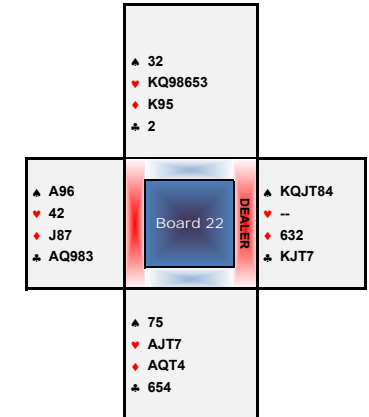 ♠ 32
♥ KQ98653
♦ K95
♣ 2
♠ A96
♥ 42
♦ J87
♣ AQ983
Board 22
DEALER
♠ KQJT84
♥ --
♦ 632
♣ KJT7
♠ 75
♥ AJT7
♦ AQT4
♣ 654